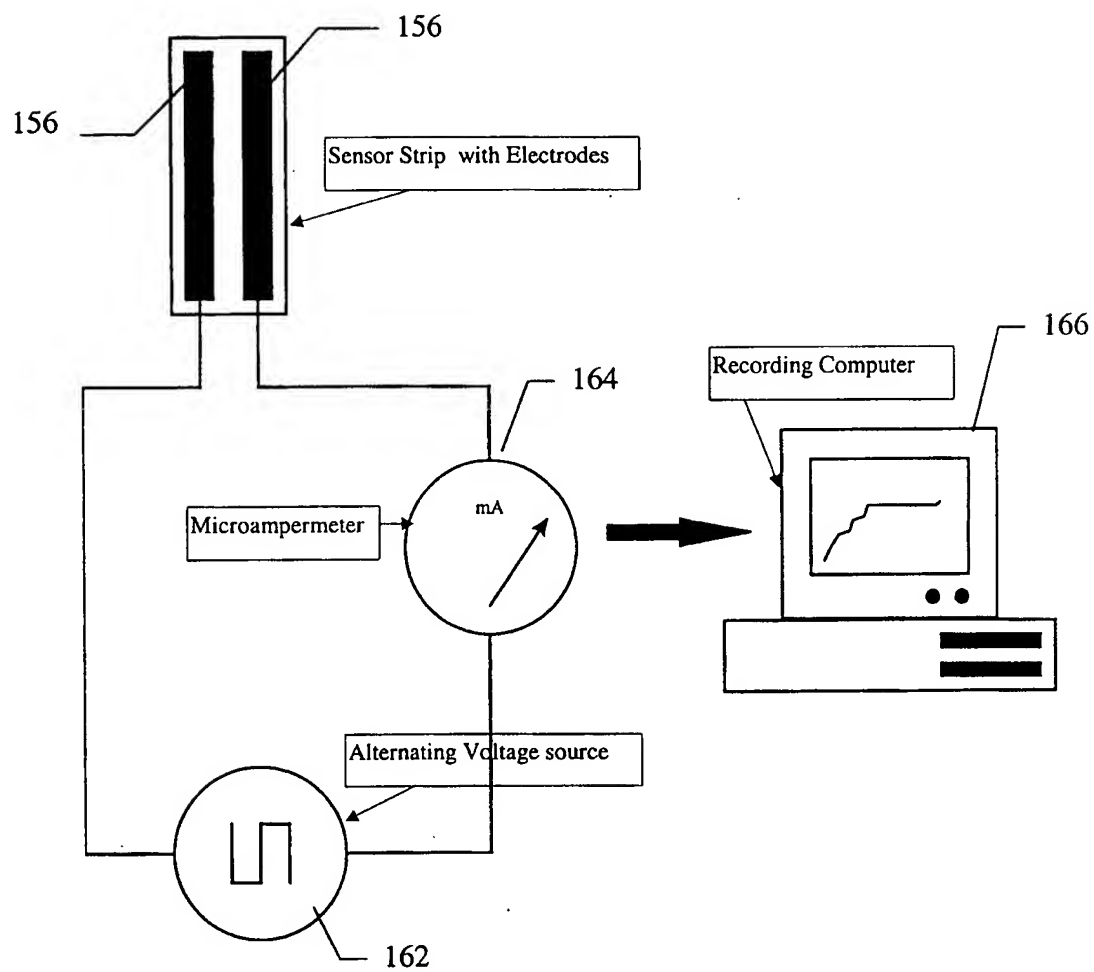 156
156
Sensor Strip with Electrodes
166
Recording Computer
164
mA
Microampermeter
Alternating Voltage source
162